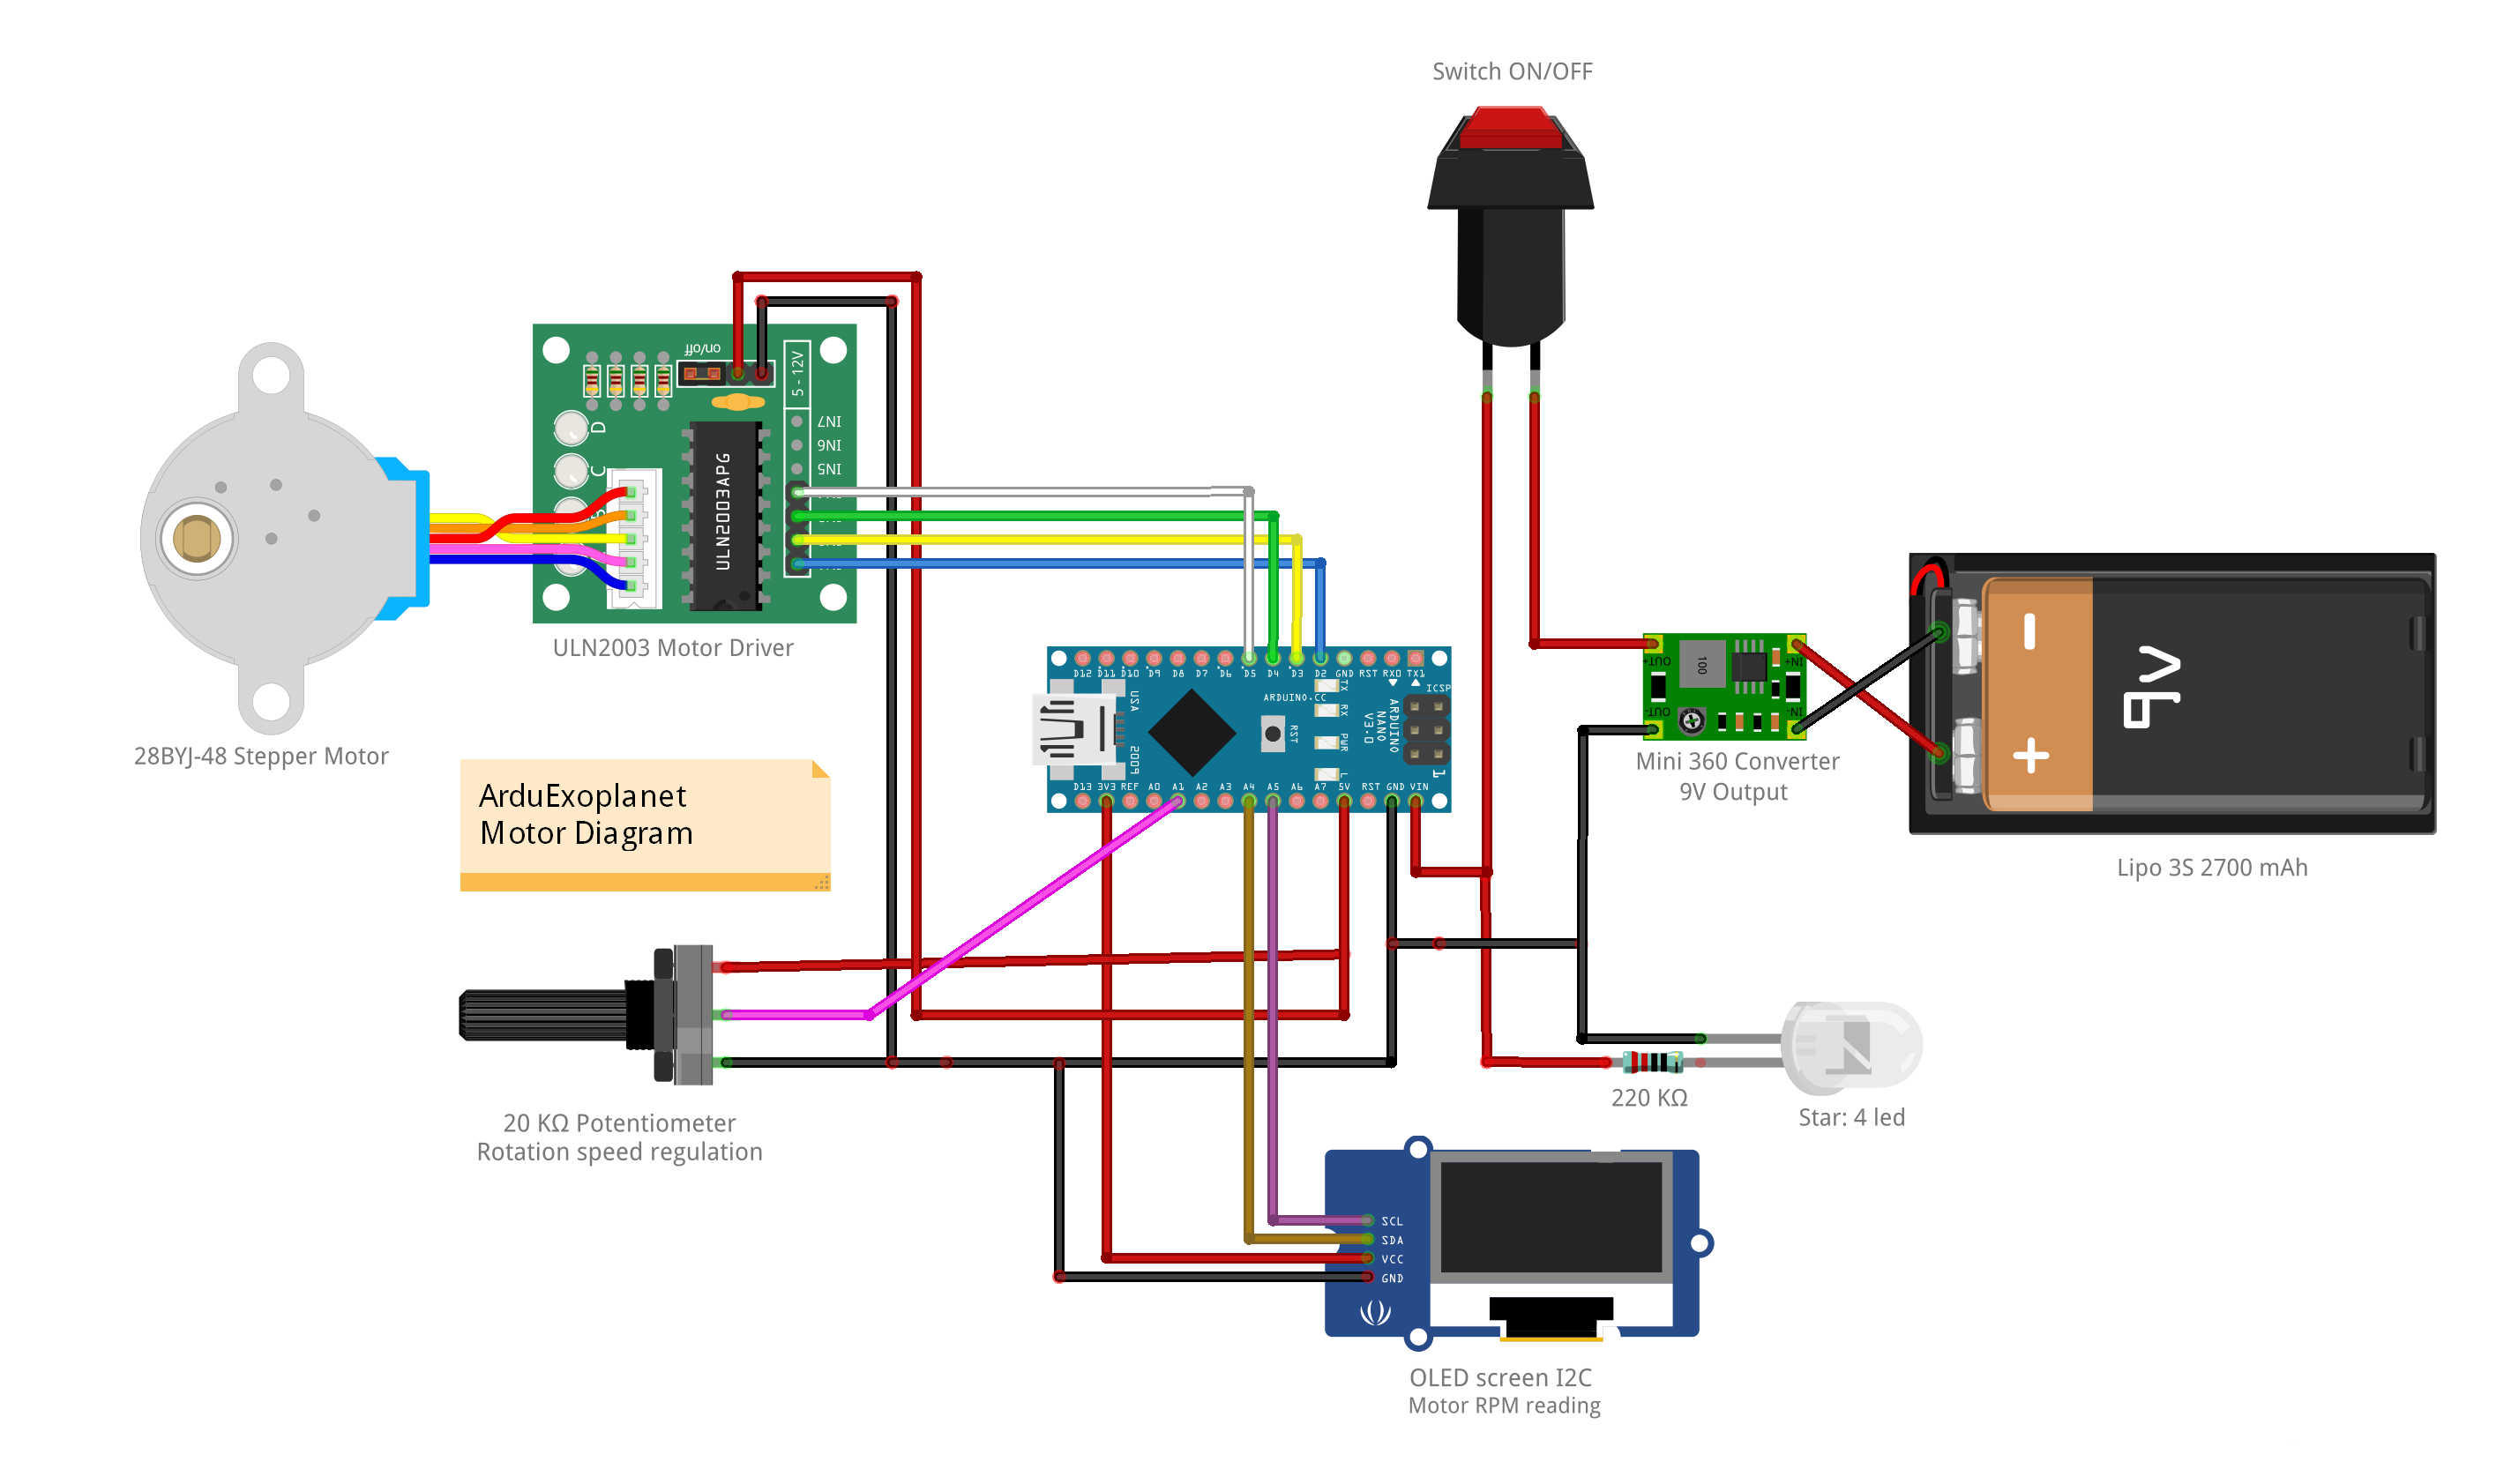 Switch ON/OFF
on/off
5 - 12V
IN7
IN6
IN5
D
C
B
ULN2003APG
ULN2003 Motor Driver
28BYJ-48 Stepper Motor
ArduExoplanet
Motor Diagram
D12 D11 D10 D9 D8 D7 D6 D5 D4 D3 D2 GND RST RX0 TX1
ICSP
ARDUINO.CC
USA
2009
TX
RX
PWR
L
RST
ARDUINO
NANO
V3.0
1
D13 3V3 REF A0 A1 A2 A3 A4 A5 A6 A7 5V RST GND VIN
OUT+
OUT-
100
IN+
IN-
Mini 360 Converter
9V Output
-
+
9V
Lipo 3S 2700 mAh
20 KΩ Potentiometer
Rotation speed regulation
220 KΩ
Star: 4 led
SCL
SDA
VCC
GND
OLED screen I2C
Motor RPM reading